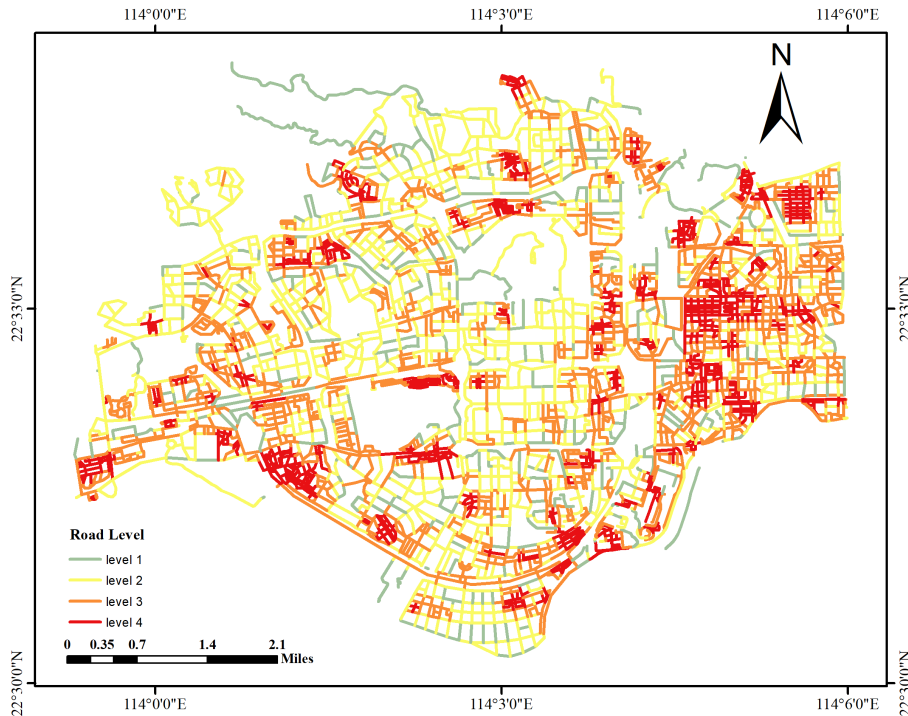 114°0'0"E 114°3'0"E 114°6'0"E
N
22°33'0"N 22°33'0"N
Road Level
level 1
level 2
level 3
level 4
0 0.35 0.7 1.4 2.1
Miles
22°30'0"N 22°30'0"N
114°0'0"E 114°3'0"E 114°6'0"E